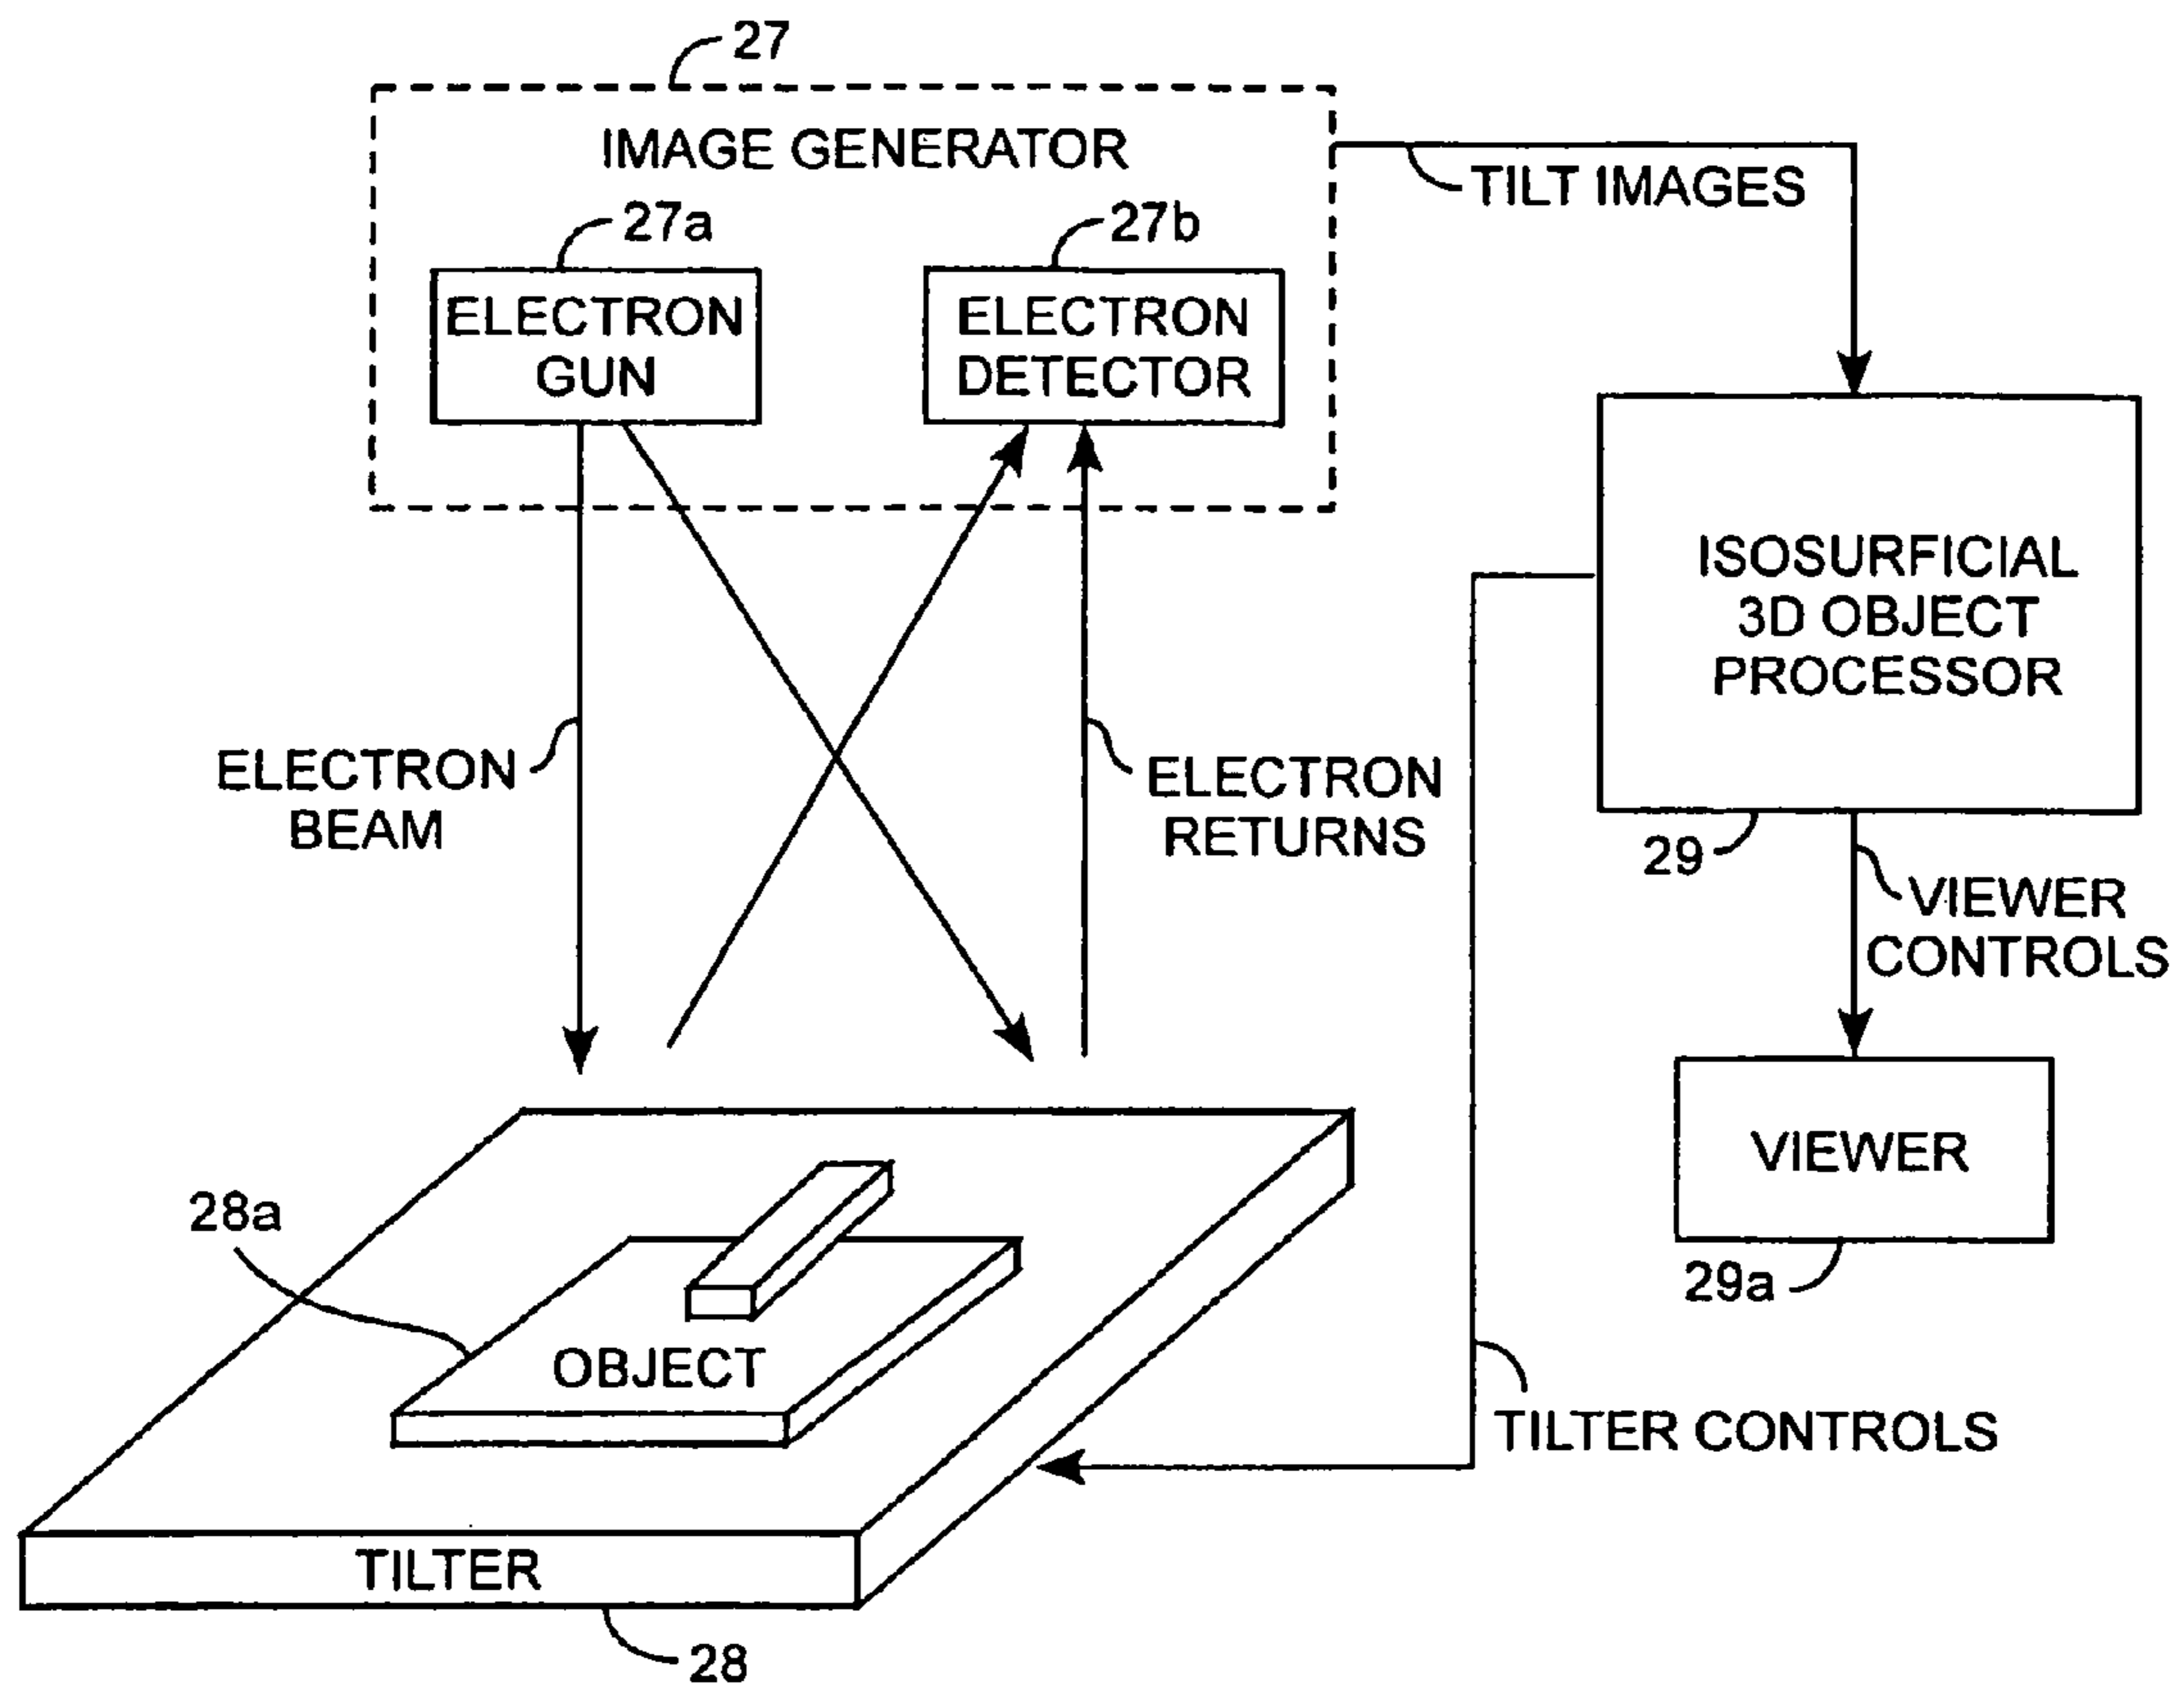 27
IMAGE GENERATOR
TILT IMAGES
27a
27b
ELECTRON
GUN
ELECTRON
DETECTOR
ISOSURFICIAL
3D OBJECT
PROCESSOR
ELECTRON
BEAM
ELECTRON
RETURNS
29
VIEWER
CONTROLS
VIEWER
29a
28a
OBJECT
TILTER CONTROLS
TILTER
28